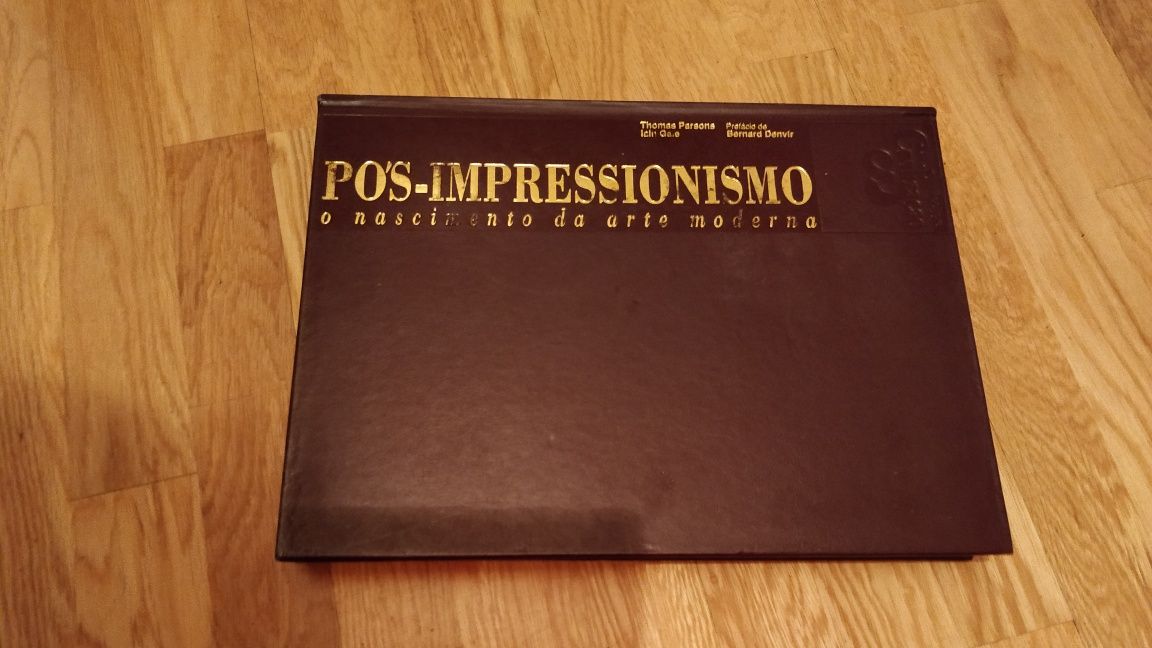 Thomas Parsons
Iain Gale
Prefácio de
Bernard Denvir
PÓS-IMPRESSIONISMO
o nascimento da arte moderna